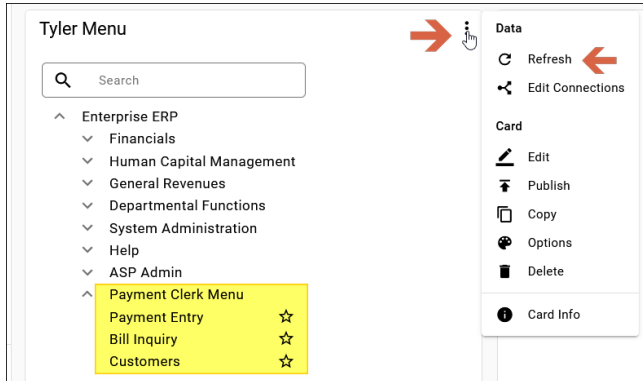 Tyler Menu
Search
Enterprise ERP
Financials
Human Capital Management
General Revenues
Departmental Functions
System Administration
Help
ASP Admin
Payment Clerk Menu
Payment Entry
Bill Inquiry
Customers
Data
Refresh
Edit Connections
Card
Edit
Publish
Copy
Options
Delete
Card Info